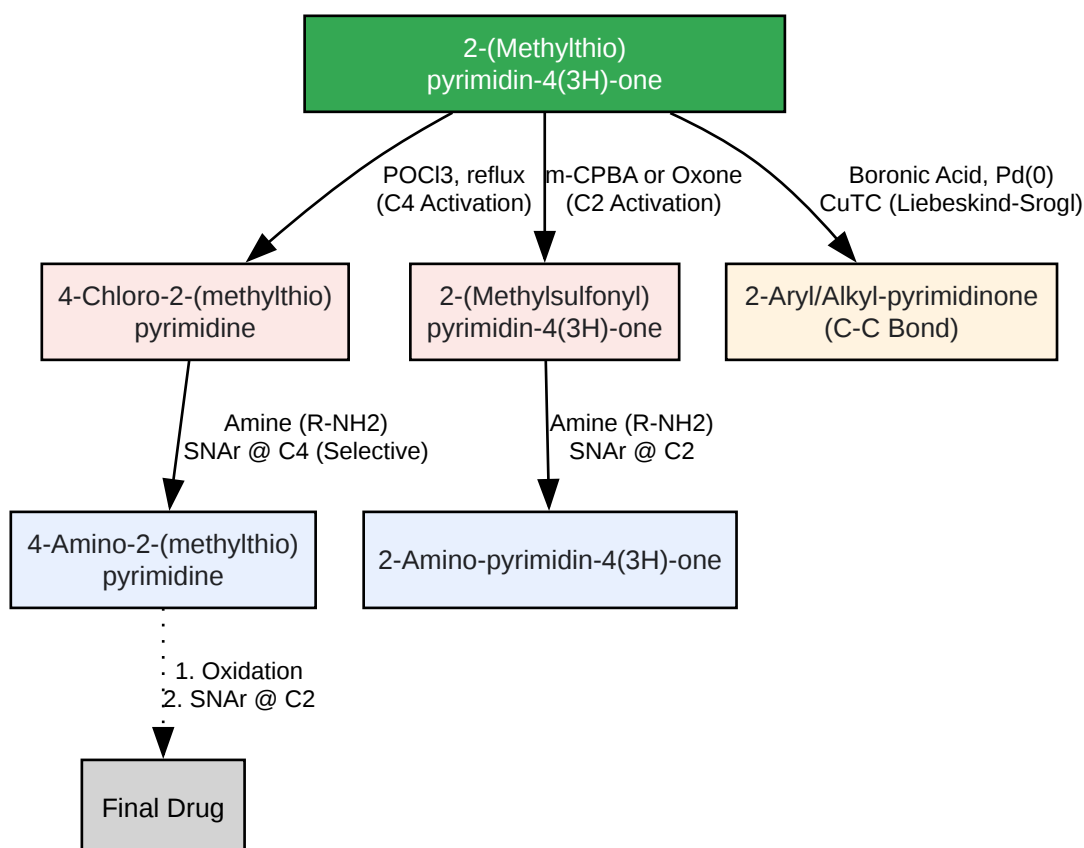 2-(Methylthio)
pyrimidin-4(3H)-one
POCl3, reflux
(C4 Activation)
m-CPBA or Oxone
(C2 Activation)
Boronic Acid, Pd(0)
CuTC (Liebeskind-Srogl)
4-Chloro-2-(methylthio)
pyrimidine
2-(Methylsulfonyl)
pyrimidin-4(3H)-one
2-Aryl/Alkyl-pyrimidinone
(C-C Bond)
Amine (R-NH2)
SNAr @ C4 (Selective)
Amine (R-NH2)
SNAr @ C2
4-Amino-2-(methylthio)
pyrimidine
2-Amino-pyrimidin-4(3H)-one
1. Oxidation
2. SNAr @ C2
Final Drug